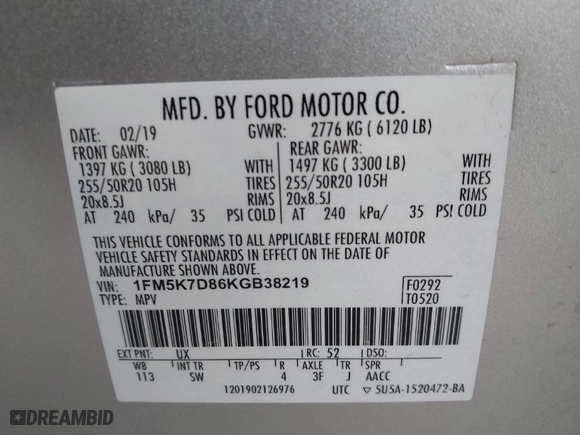 MFD. BY FORD MOTOR CO.
DATE: 02/19 GVWR: 2776 KG ( 6120 LB)
FRONT GAWR: REAR GAWR:
1397 KG ( 3080 LB) WITH 1497 KG ( 3300 LB) WITH
255/50R20 105H TIRES 255/50R20 105H TIRES
20x8.5J RIMS 20x8.5J RIMS
AT 240 kPa/ 35 PSI COLD AT 240 kPa/ 35 PSI COLD
THIS VEHICLE CONFORMS TO ALL APPLICABLE FEDERAL MOTOR
VEHICLE SAFETY STANDARDS IN EFFECT ON THE DATE OF
MANUFACTURE SHOWN ABOVE.
VIN: 1FM5K7D86KGB38219 F0292
TYPE: MPV T0520
EXT PNT: UX RC: 52 DSO:
WB INT TR TP/PS R AXLE TR SPR
113 SW 4 3F J AACC
1201902126976 UTC ▽ 5U5A-1520472-BA
DREAMBID